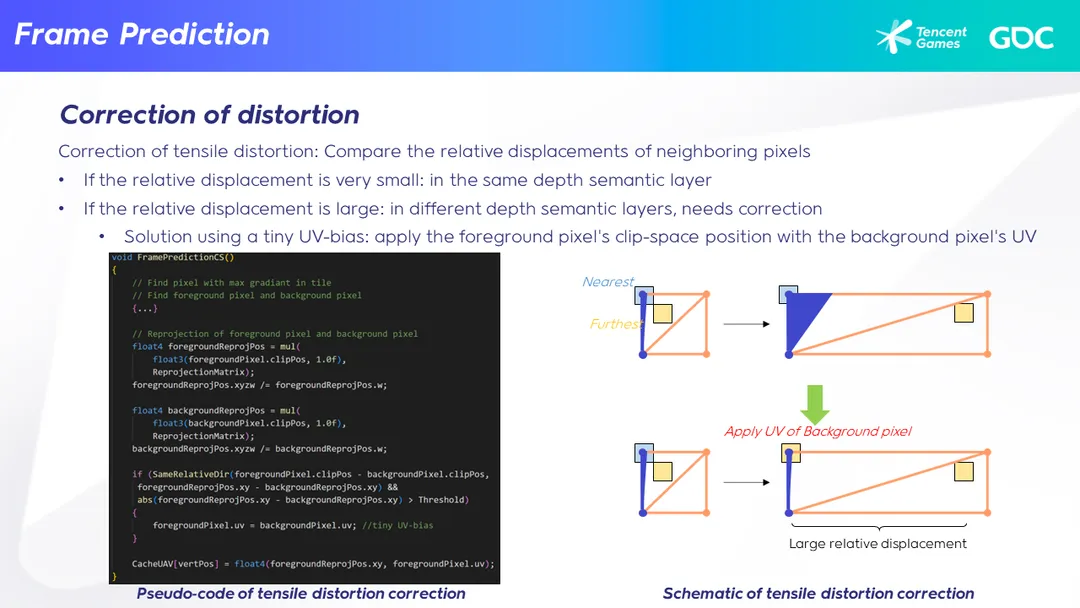 Frame Prediction
Tencent
Games
GDC
Correction of distortion
Correction of tensile distortion: Compare the relative displacements of neighboring pixels
• If the relative displacement is very small: in the same depth semantic layer
• If the relative displacement is large: in different depth semantic layers, needs correction
• Solution using a tiny UV-bias: apply the foreground pixel's clip-space position with the background pixel's UV
void FramePredictionCS()
{
// Find pixel with max gradiant in tile
// Find foreground pixel and background pixel
{...}
// Reprojection of foreground pixel and background pixel
float4 foregroundReprojPos = mul(
float3(foregroundPixel.clipPos, 1.0f),
ReprojectionMatrix);
foregroundReprojPos.xyzw /= foregroundReprojPos.w;
float4 backgroundReprojPos = mul(
float3(backgroundPixel.clipPos, 1.0f),
ReprojectionMatrix);
backgroundReprojPos.xyzw /= backgroundReprojPos.w;
if (SameRelativeDir(foregroundPixel.clipPos - backgroundPixel.clipPos,
foregroundReprojPos.xy - backgroundReprojPos.xy) &&
abs(foregroundReprojPos.xy - backgroundReprojPos.xy) > Threshold)
{
foregroundPixel.uv = backgroundPixel.uv; //tiny UV-bias
}
CacheUAV[vertPos] = float4(foregroundReprojPos.xy, foregroundPixel.uv);
}
Pseudo-code of tensile distortion correction
Nearest
Furthest
Apply UV of Background pixel
Large relative displacement
Schematic of tensile distortion correction